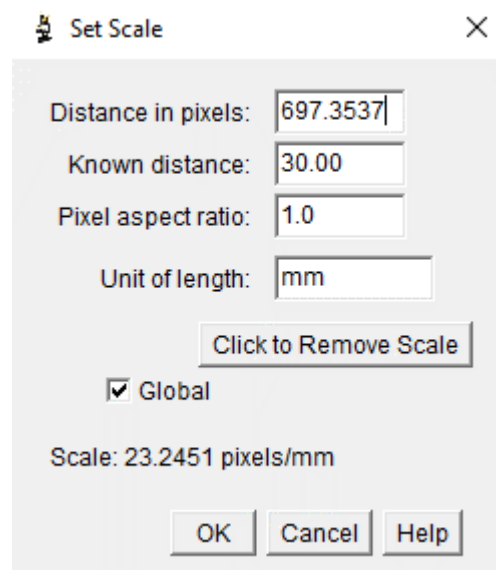 Set Scale
Distance in pixels: 697.3537
Known distance: 30.00
Pixel aspect ratio: 1.0
Unit of length: mm
Click to Remove Scale
Global
Scale: 23.2451 pixels/mm
OK Cancel Help